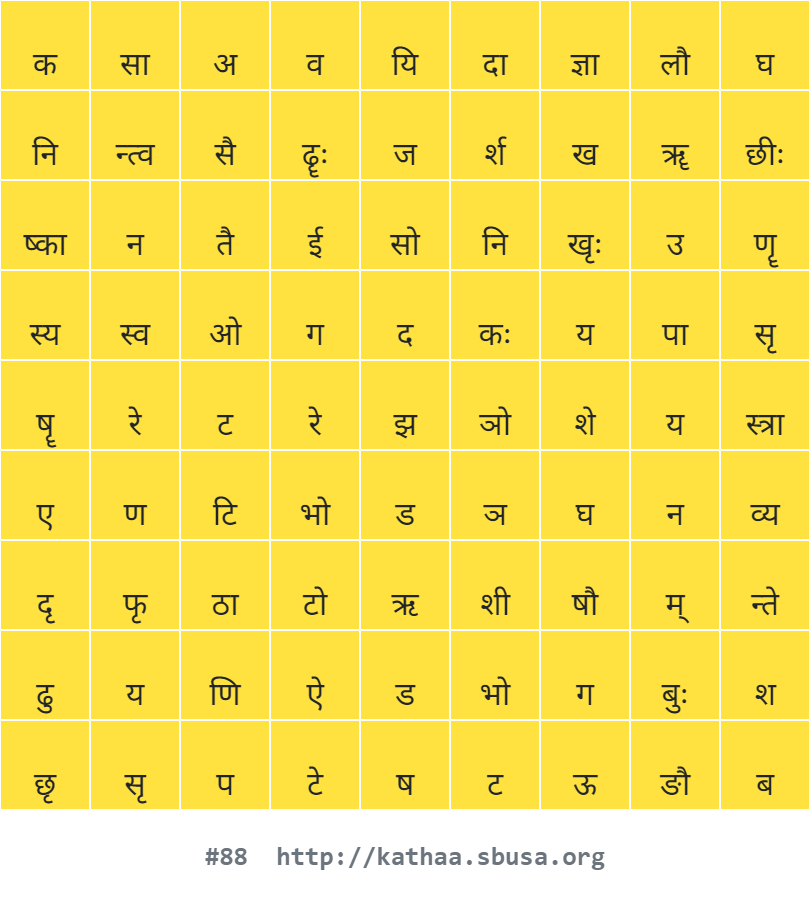 क सा अ व यि दा ज्ञा लौ घ
नि न्त्व सै ढॄः ज र्श ख ॠ छीः
ष्का न तै ई सो नि खृः उ णॄ
स्य स्व ओ ग द कः य पा सृ
षॄ रे ट रे झ ञो शे य स्त्रा
ए ण टि भो ड ञ घ न व्य
दृ फृ ठा टो ऋ शी षौ म् न्ते
ढु य णि ऐ ड भो ग बुः श
छृ सृ प टे ष ट ऊ ङौ ब
#88 http://kathaa.sbusa.org